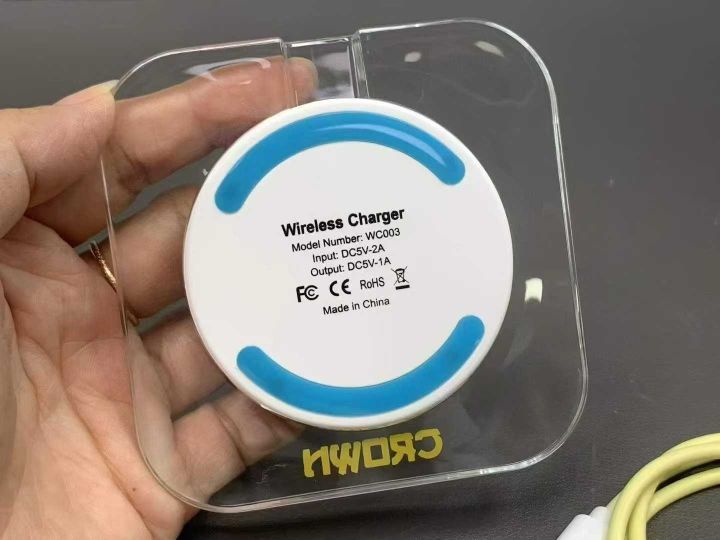 Wireless Charger
Model Number: WC003
Input: DC5V-2A
Output: DC5V-1A
FC CE RoHS
Made in China
CROWN